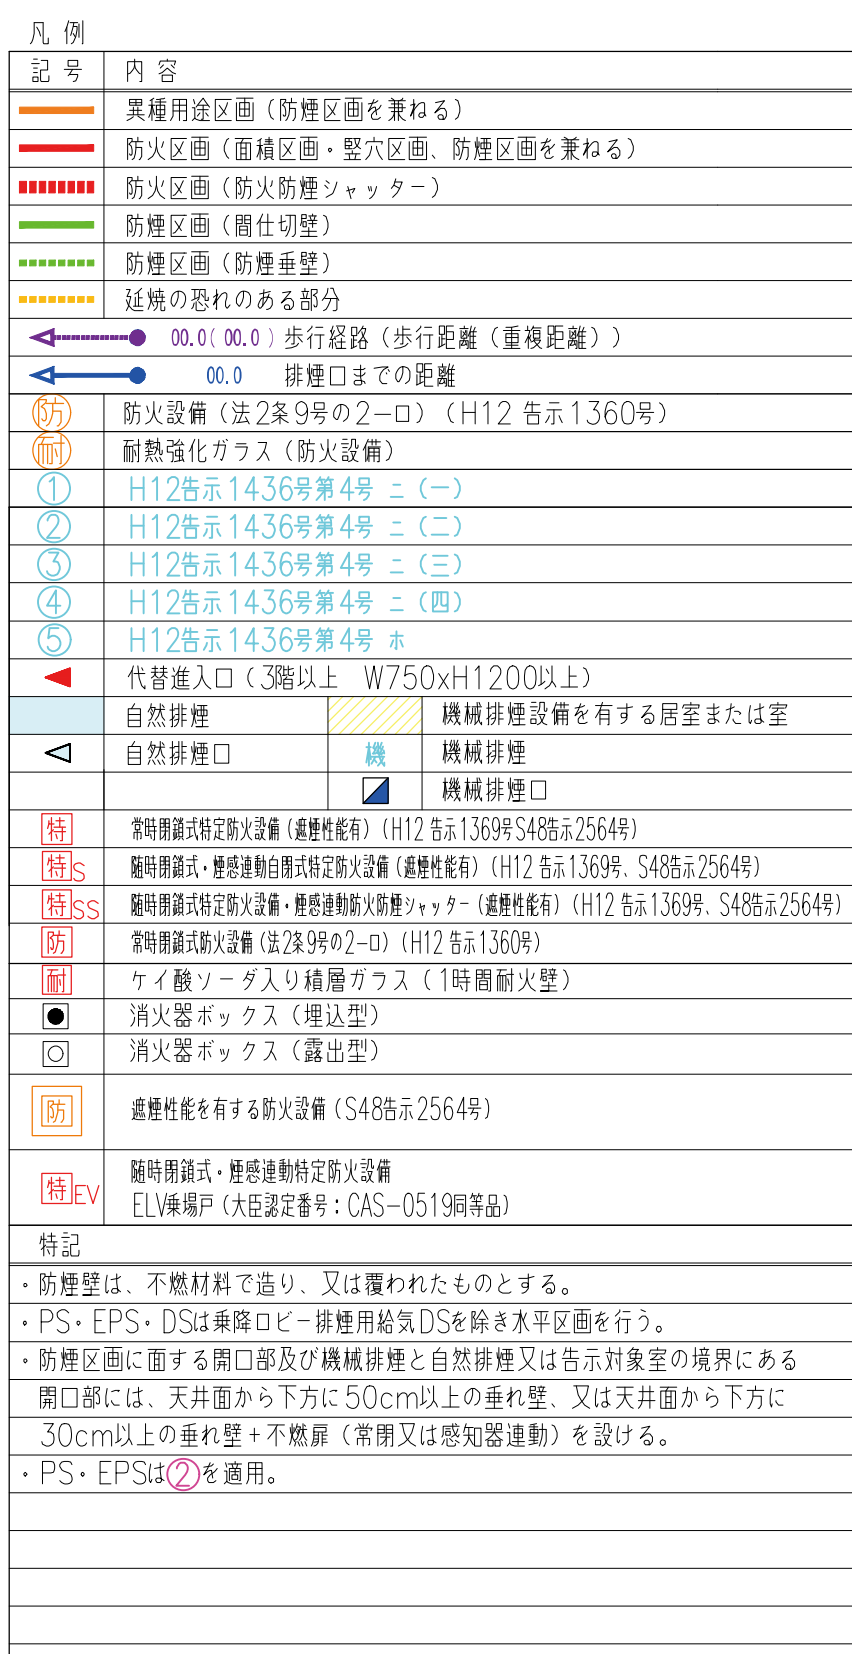 凡 例
記 号 内 容
異種用途区画（防煙区画を兼ねる）
防火区画（面積区画・竪穴区画、防煙区画を兼ねる）
防火区画（防火防煙シャッター）
防煙区画（間仕切壁）
防煙区画（防煙垂壁）
延焼の恐れのある部分
00.0(00.0) 歩行経路（歩行距離（重複距離））
00.0 排煙口までの距離
防 防火設備（法2条9号の2ーロ）（H12 告示1360号）
耐 耐熱強化ガラス（防火設備）
① H12告示1436号第4号 ニ（一）
② H12告示1436号第4号 ニ（二）
③ H12告示1436号第4号 ニ（三）
④ H12告示1436号第4号 ニ（四）
⑤ H12告示1436号第4号 ホ
代替進入口（3階以上　W750xH1200以上）
自然排煙 機械排煙設備を有する居室または室
自然排煙口 機 機械排煙
機械排煙口
特 常時閉鎖式特定防火設備（遮煙性能有）（H12 告示1369号S48告示2564号）
特S 随時閉鎖式・煙感連動自閉式特定防火設備（遮煙性能有）（H12 告示1369号、S48告示2564号）
特SS 随時閉鎖式特定防火設備・煙感連動防火防煙シャッター（遮煙性能有）（H12 告示1369号、S48告示2564号）
防 常時閉鎖式防火設備（法2条9号の2ーロ）（H12 告示1360号）
耐 ケイ酸ソーダ入り積層ガラス（1時間耐火壁）
消火器ボックス（埋込型）
消火器ボックス（露出型）
防 遮煙性能を有する防火設備（S48告示2564号）
特EV 随時閉鎖式・煙感連動特定防火設備
ELV乗場戸（大臣認定番号：CAS−0519同等品）
特記
・防煙壁は、不燃材料で造り、又は覆われたものとする。
・PS・EPS・DSは乗降ロビー排煙用給気DSを除き水平区画を行う。
・防煙区画に面する開口部及び機械排煙と自然排煙又は告示対象室の境界にある
開口部には、天井面から下方に50cm以上の垂れ壁、又は天井面から下方に
30cm以上の垂れ壁＋不燃扉（常閉又は感知器連動）を設ける。
・PS・EPSは②を適用。